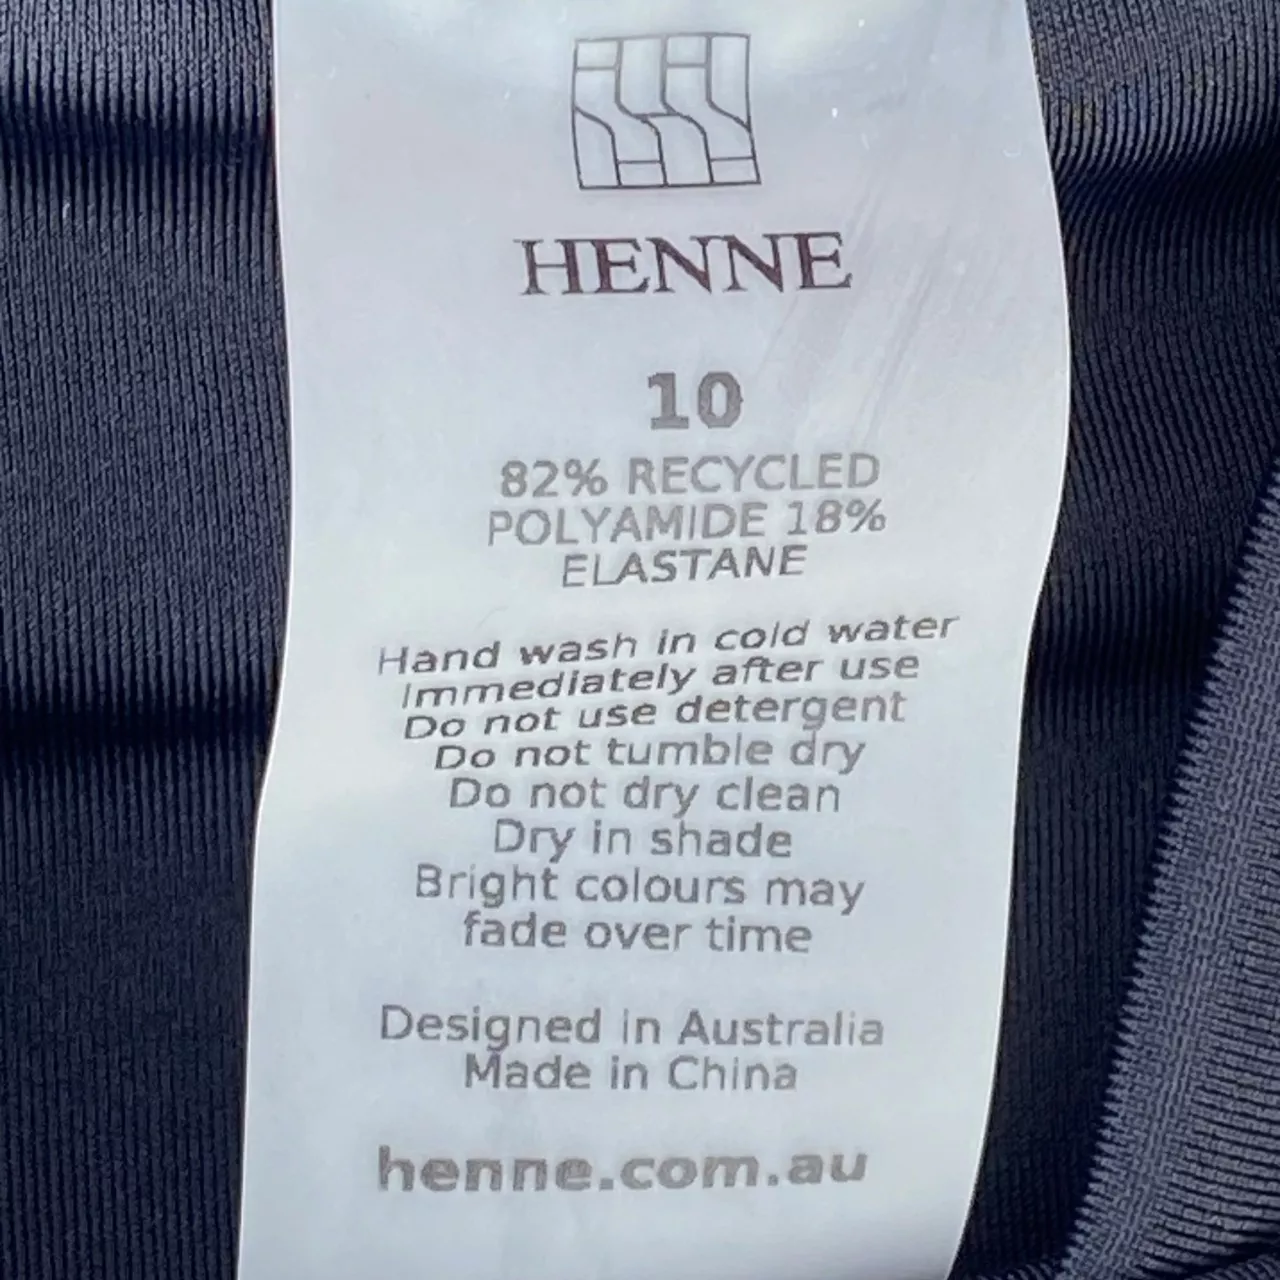 HENNE
10
82% RECYCLED
POLYAMIDE 18%
ELASTANE
Hand wash in cold water
Immediately after use
Do not use detergent
Do not tumble dry
Do not dry clean
Dry in shade
Bright colours may
fade over time
Designed in Australia
Made in China
henne.com.au